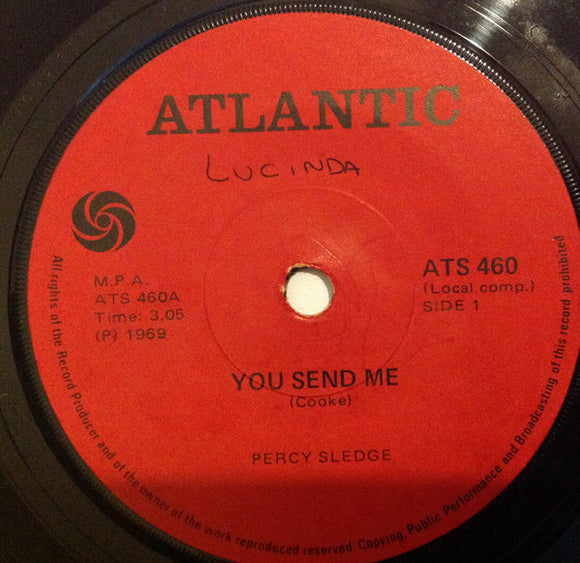 ATLANTIC
LUCINDA
M.P.A.
ATS 460A
Time: 3.05
(P) 1969
ATS 460
(Local comp.)
SIDE 1
YOU SEND ME
(Cooke)
PERCY SLEDGE
All rights of the Record Producer and of the owner of the work reproduced reserved Copying Public Performance and Broadcasting of this record prohibited